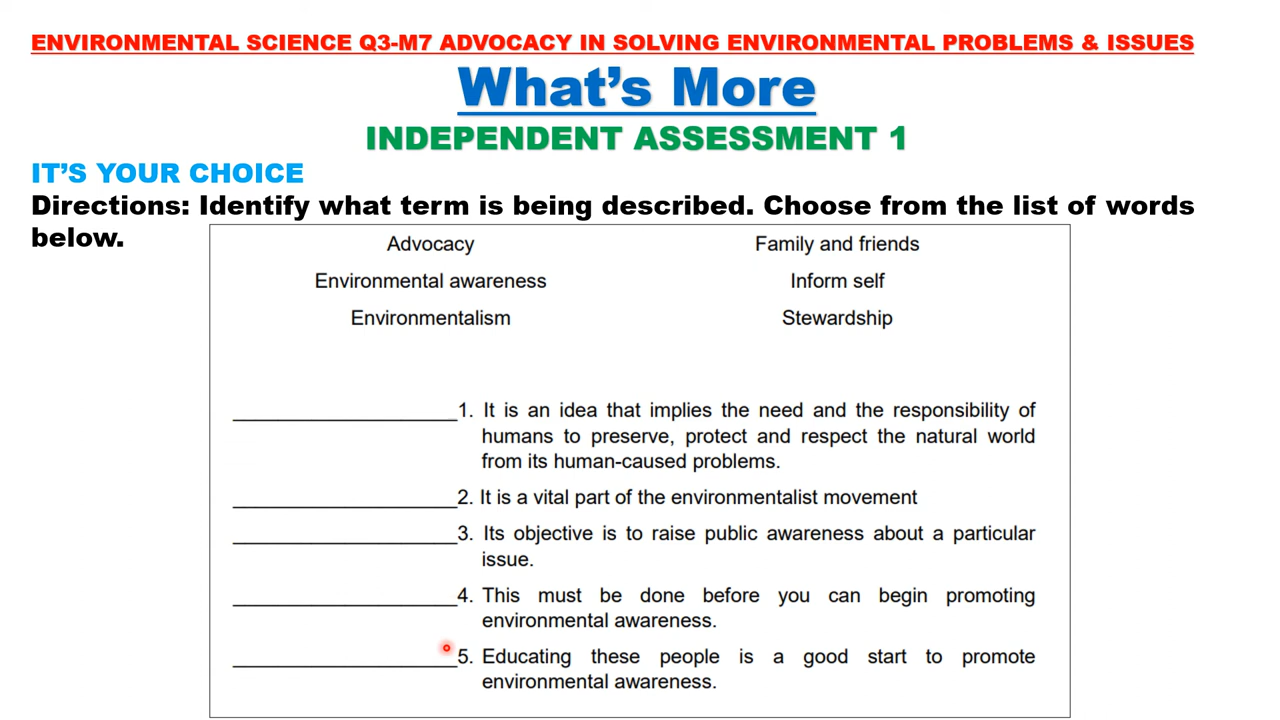 ENVIRONMENTAL SCIENCE Q3-M7 ADVOCACY IN SOLVING ENVIRONMENTAL PROBLEMS & ISSUES
What's More
INDEPENDENT ASSESSMENT 1
IT'S YOUR CHOICE
Directions: Identify what term is being described. Choose from the list of words
below.
Advocacy Family and friends
Environmental awareness Inform self
Environmentalism Stewardship
____________________1. It is an idea that implies the need and the responsibility of
humans to preserve, protect and respect the natural world
from its human-caused problems.
____________________2. It is a vital part of the environmentalist movement
____________________3. Its objective is to raise public awareness about a particular
issue.
____________________4. This must be done before you can begin promoting
environmental awareness.
____________________5. Educating these people is a good start to promote
environmental awareness.